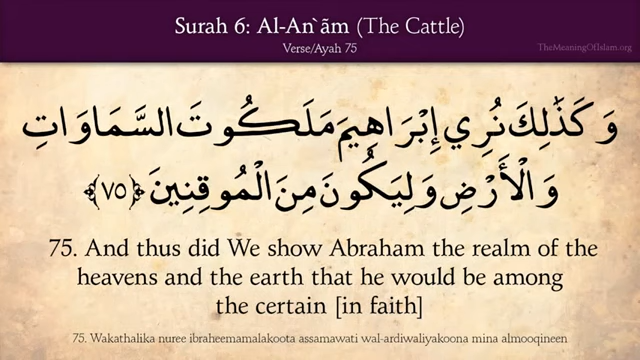 Surah 6: Al-An`ãm (The Cattle)
Verse/Ayah 75
TheMeaningOfIslam.org
وَكَذَٰلِكَ نُرِي إِبْرَاهِيمَ مَلَكُوتَ السَّمَاوَاتِ
وَالْأَرْضِ وَلِيَكُونَ مِنَ الْمُوقِنِينَ ﴿٧٥﴾
75. And thus did We show Abraham the realm of the
heavens and the earth that he would be among
the certain [in faith]
75. Wakathalika nuree ibraheemamalakoota assamawati wal-ardiwaliyakoona mina almooqineen